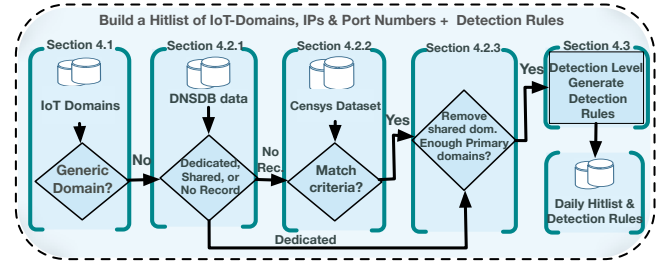 Build a Hitlist of IoT-Domains, IPs & Port Numbers + Detection Rules
Section 4.1
IoT Domains
Generic
Domain?
No
Section 4.2.1
DNSDB data
Dedicated,
Shared, or
No Record
No
Rec.
Section 4.2.2
Censys Dataset
Match
criteria?
Yes
Section 4.2.3
Remove
shared dom.
Enough Primary
domains?
Yes
Section 4.3
Detection Level
Generate
Detection
Rules
Daily Hitlist &
Detection Rules
Dedicated